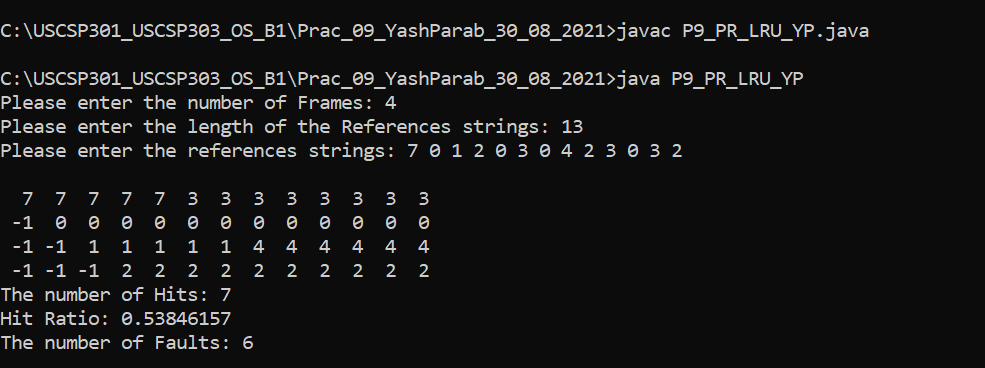 C:\USCSP301_USCSP303_OS_B1\Prac_09_YashParab_30_08_2021>javac P9_PR_LRU_YP.java
C:\USCSP301_USCSP303_OS_B1\Prac_09_YashParab_30_08_2021>java P9_PR_LRU_YP
Please enter the number of Frames: 4
Please enter the length of the References strings: 13
Please enter the references strings: 7 0 1 2 0 3 0 4 2 3 0 3 2
7 7 7 7 7 3 3 3 3 3 3 3 3
-1 0 0 0 0 0 0 0 0 0 0 0 0
-1 -1 1 1 1 1 1 4 4 4 4 4 4
-1 -1 -1 2 2 2 2 2 2 2 2 2 2
The number of Hits: 7
Hit Ratio: 0.53846157
The number of Faults: 6